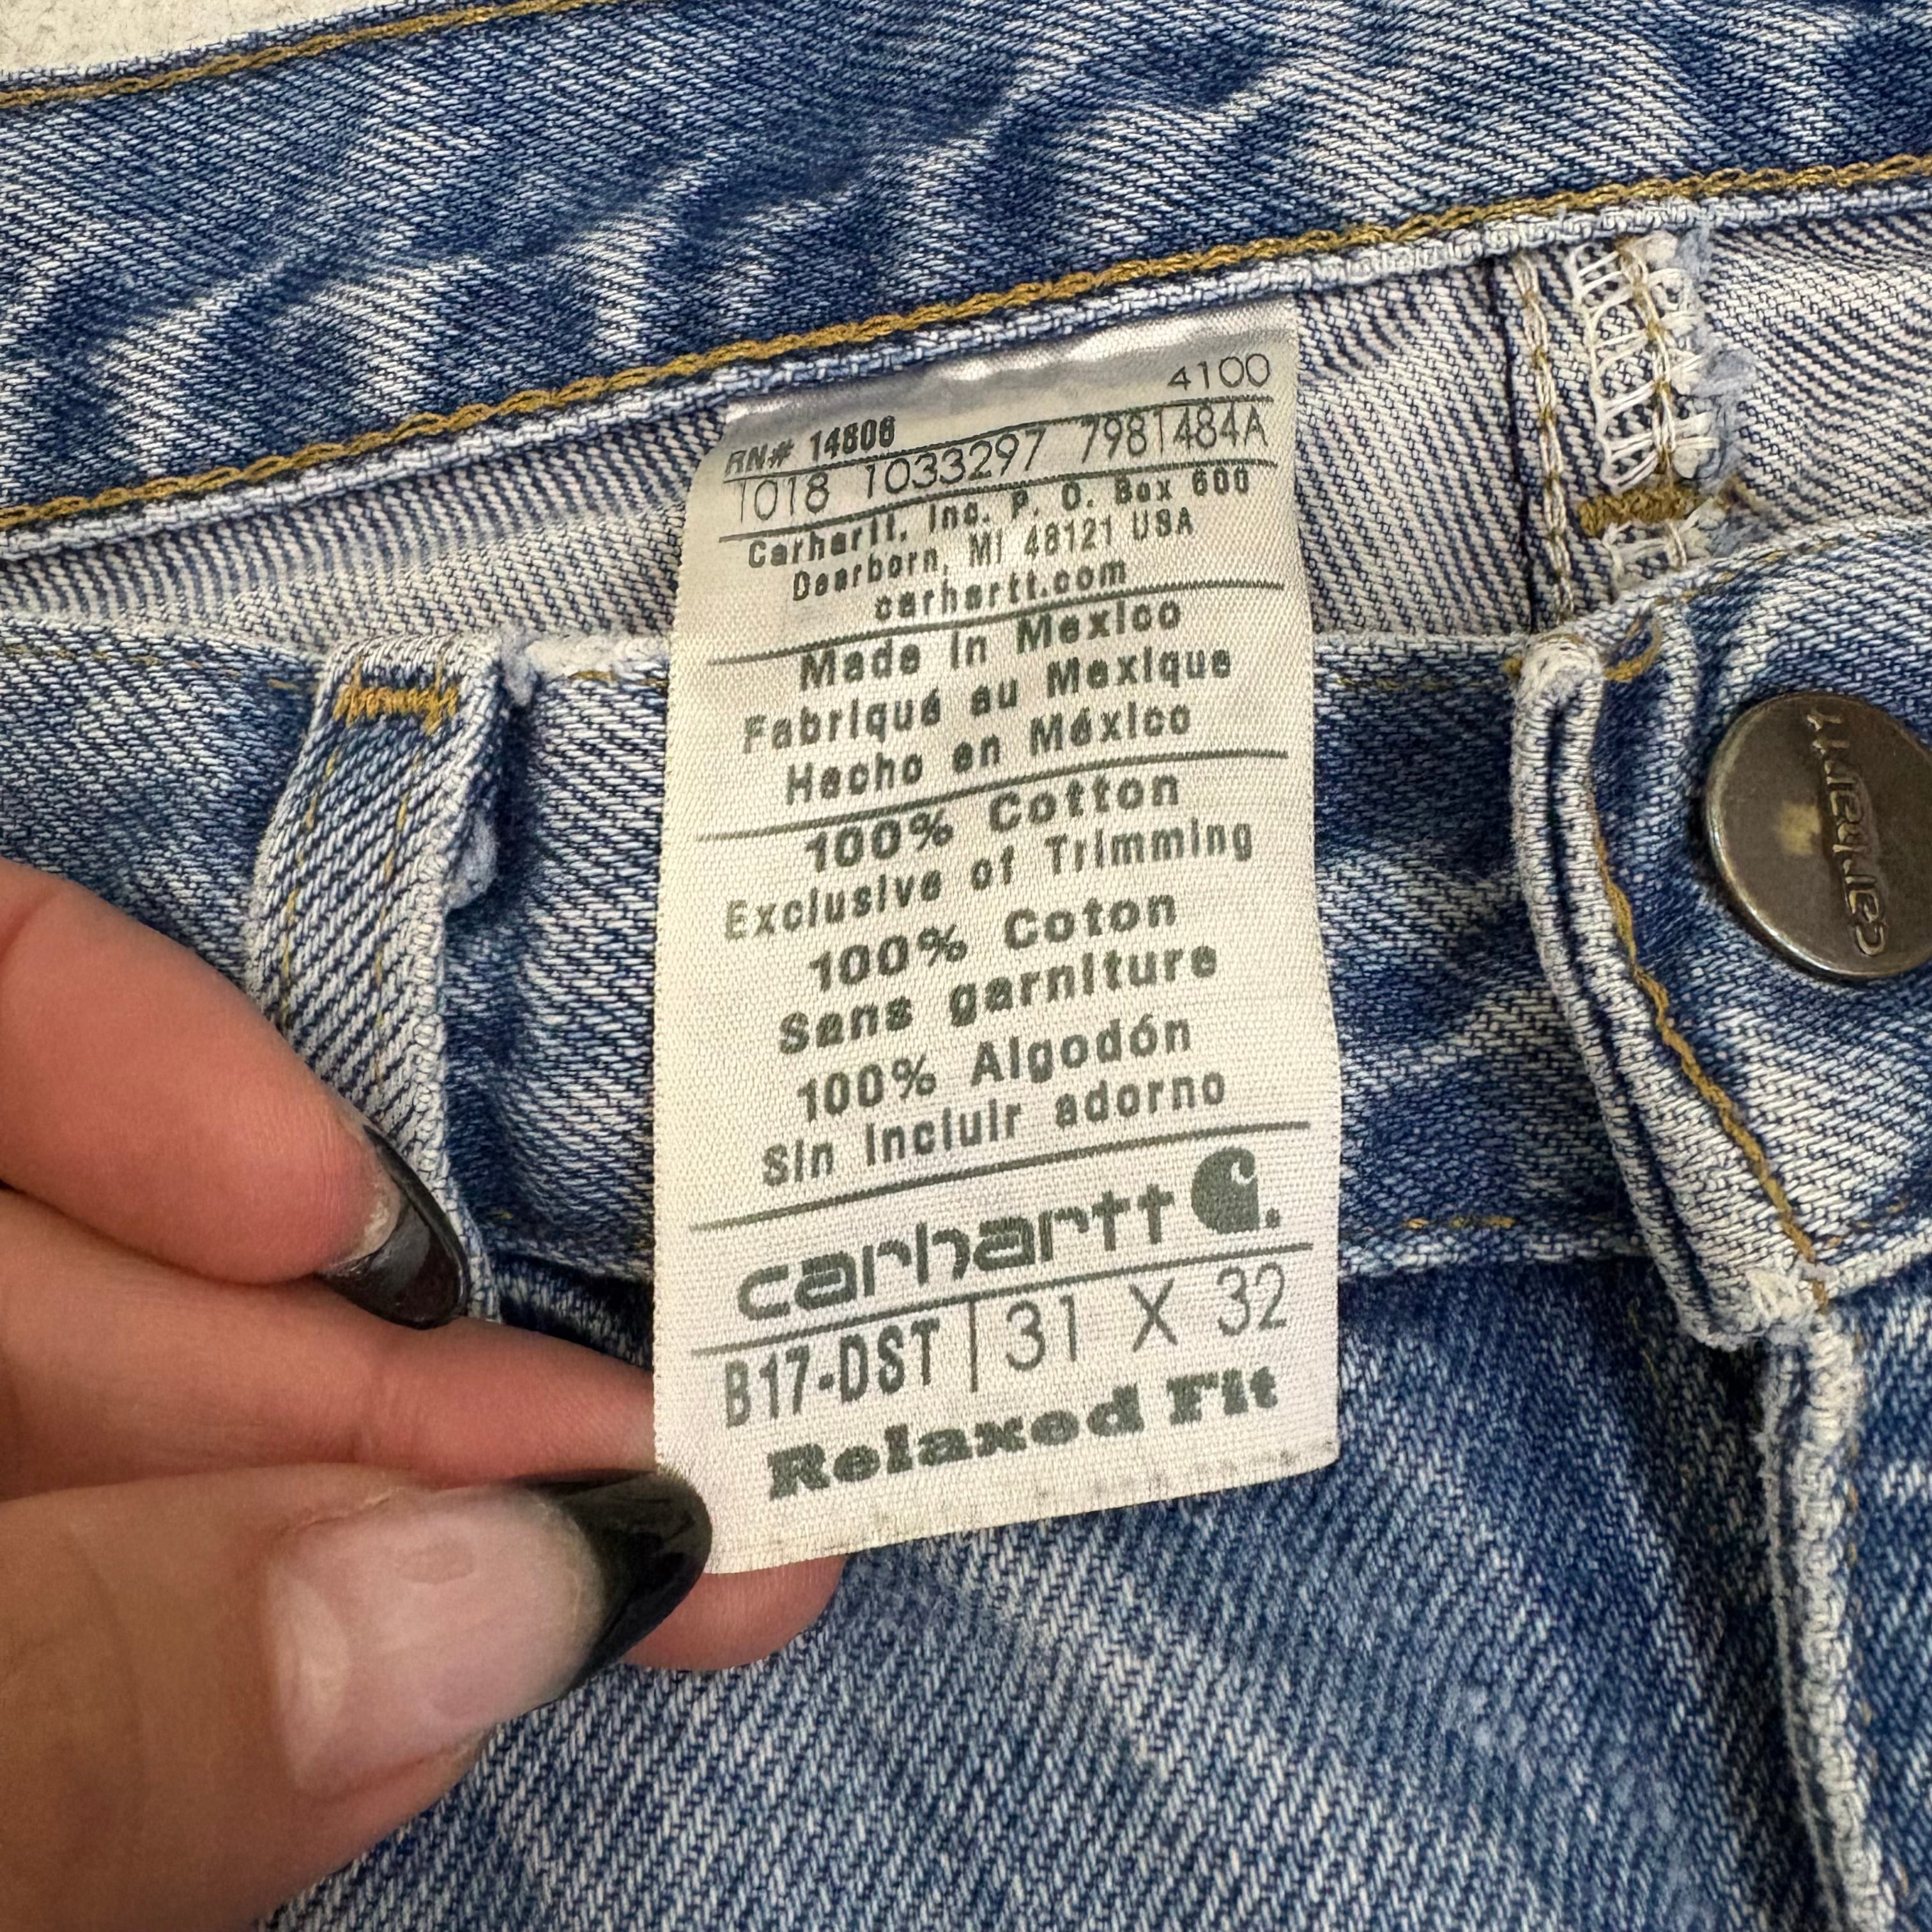 4100
RN# 14806
1018 1033297 7981484A
Carhartt, Inc. P. O. Box 600
Dearborn, MI 48121 USA
carhartt.com
Made in Mexico
Fabriqué au Mexique
Hecho en México
100% Cotton
Exclusive of Trimming
100% Coton
Sans garniture
100% Algodón
Sin incluir adorno
carhartt
B17-DST | 31 X 32
Relaxed Fit
carhartt